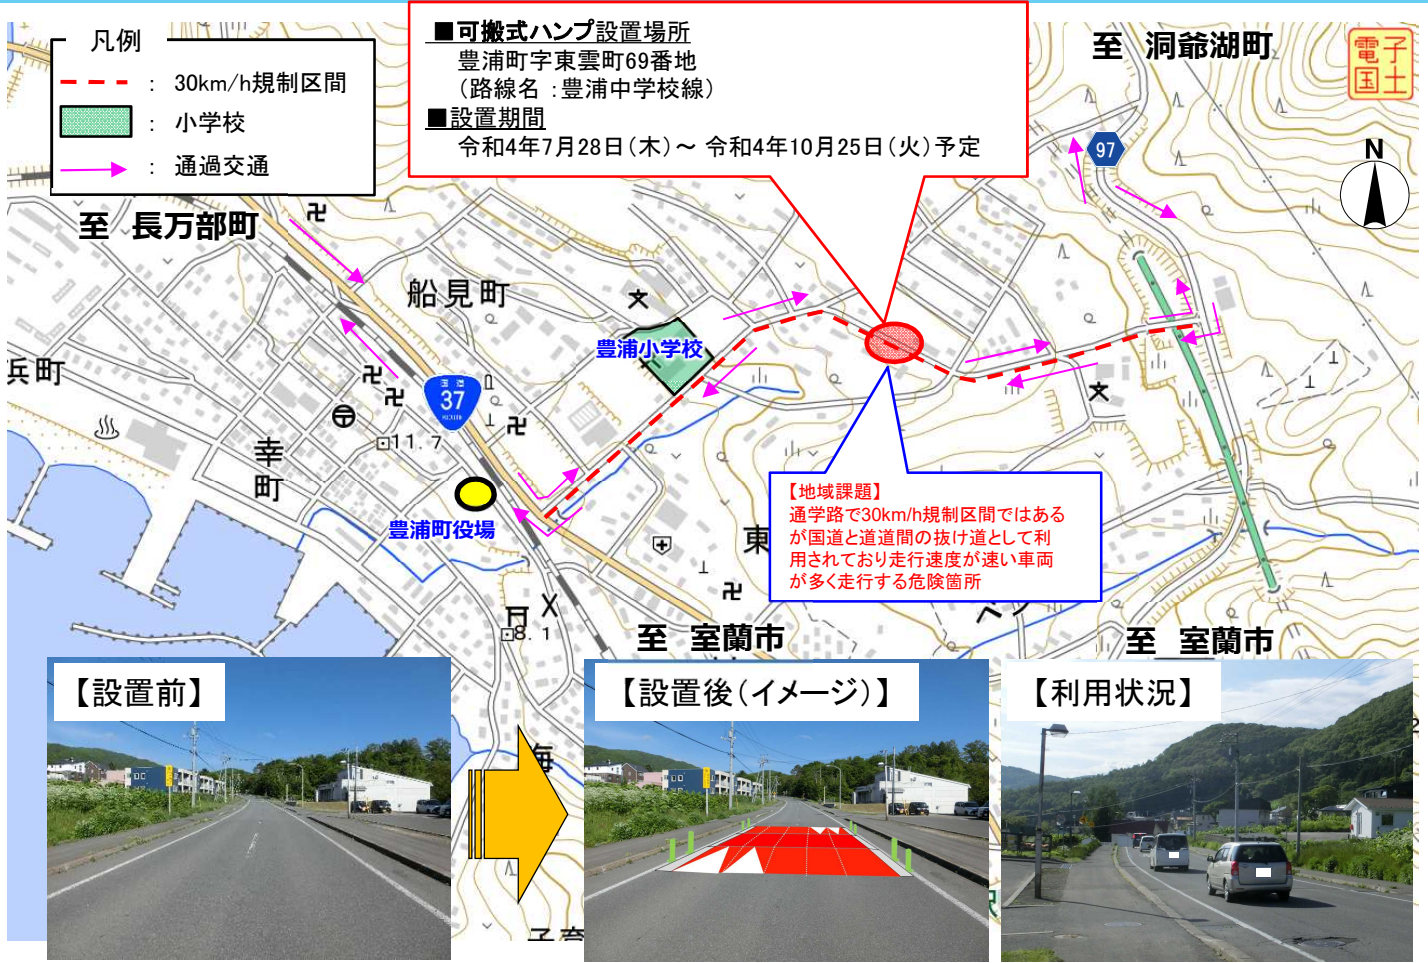 凡例
: 30km/h規制区間
: 小学校
: 通過交通
■可搬式ハンプ設置場所
豊浦町字東雲町69番地
（路線名：豊浦中学校線）
■設置期間
令和4年7月28日（木）～ 令和4年10月25日（火）予定
至 洞爺湖町
電子
国土
97
N
至 長万部町
船見町
文
豊浦小学校
浜町
国道
37
11.7
幸町
文
豊浦町役場
【地域課題】
通学路で30km/h規制区間ではある
が国道と道道間の抜け道として利
用されており走行速度が速い車両
が多く走行する危険箇所
東
8.1
至 室蘭市
至 室蘭市
【設置前】
【設置後（イメージ）】
【利用状況】
海